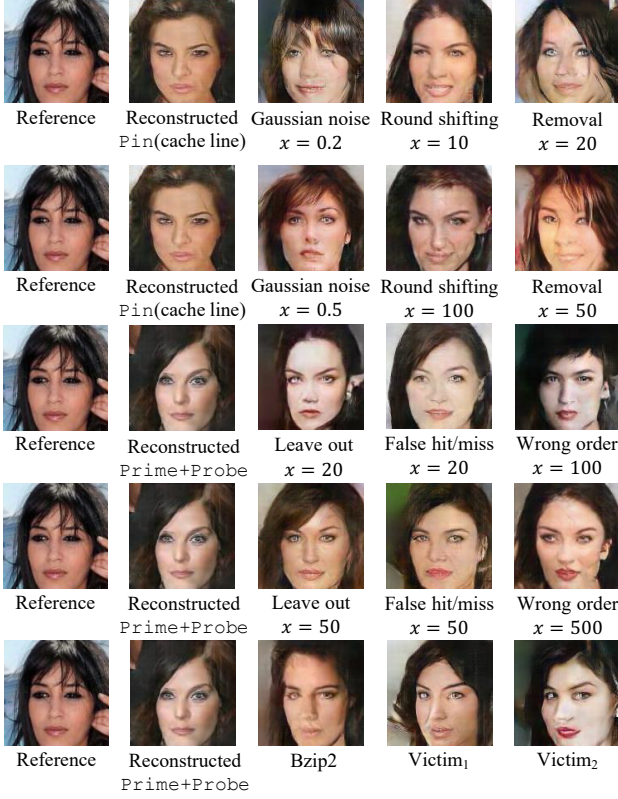 Reference Reconstructed Gaussian noise Round shifting Removal
Pin(cache line) x = 0.2 x = 10 x = 20
Reference Reconstructed Gaussian noise Round shifting Removal
Pin(cache line) x = 0.5 x = 100 x = 50
Reference Reconstructed Leave out False hit/miss Wrong order
Prime+Probe x = 20 x = 20 x = 100
Reference Reconstructed Leave out False hit/miss Wrong order
Prime+Probe x = 50 x = 50 x = 500
Reference Reconstructed Bzip2 Victim₁ Victim₂
Prime+Probe